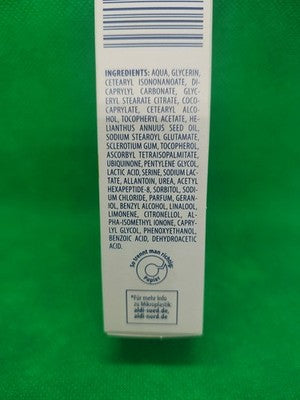 INGREDIENTS: AQUA, GLYCERIN,
CETEARYL ISONONANOATE, DI-
CAPRYLYL CARBONATE, GLYC-
ERYL STEARATE CITRATE, COCO-
CAPRYLATE, CETEARYL ALCO-
HOL, TOCOPHERYL ACETATE, HE-
LIANTHUS ANNUUS SEED OIL,
SODIUM STEAROYL GLUTAMATE,
SCLEROTIUM GUM, TOCOPHEROL,
ASCORBYL TETRAISOPALMITATE,
UBIQUINONE, PENTYLENE GLYCOL,
LACTIC ACID, SERINE, SODIUM LAC-
TATE, ALLANTOIN, UREA, ACETYL
HEXAPEPTIDE-8, SORBITOL, SO-
DIUM CHLORIDE, PARFUM, GERAN-
IOL, BENZYL ALCOHOL, LINALOOL,
LIMONENE, CITRONELLOL, AL-
PHA-ISOMETHYL IONONE, CAPRY-
LYL GLYCOL, PHENOXYETHANOL,
BENZOIC ACID, DEHYDROACETIC
ACID.
So trennt man richtig:
Papier
*Für mehr Info
zu Mikroplastik:
aldi-sued.de,
aldi-nord.de